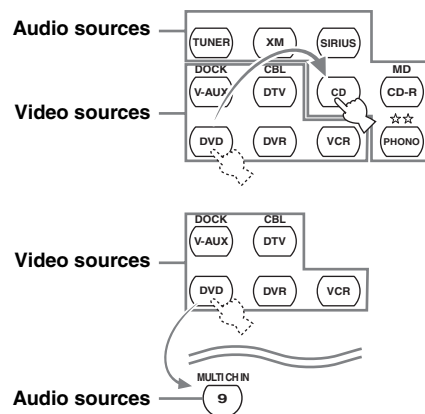 Audio sources
TUNER XM SIRIUS
DOCK CBL MD
V-AUX DTV CD CD-R
Video sources
☆☆
DVD DVR VCR PHONO
DOCK CBL
V-AUX DTV
Video sources
DVD DVR VCR
MULTI CH IN
Audio sources 9